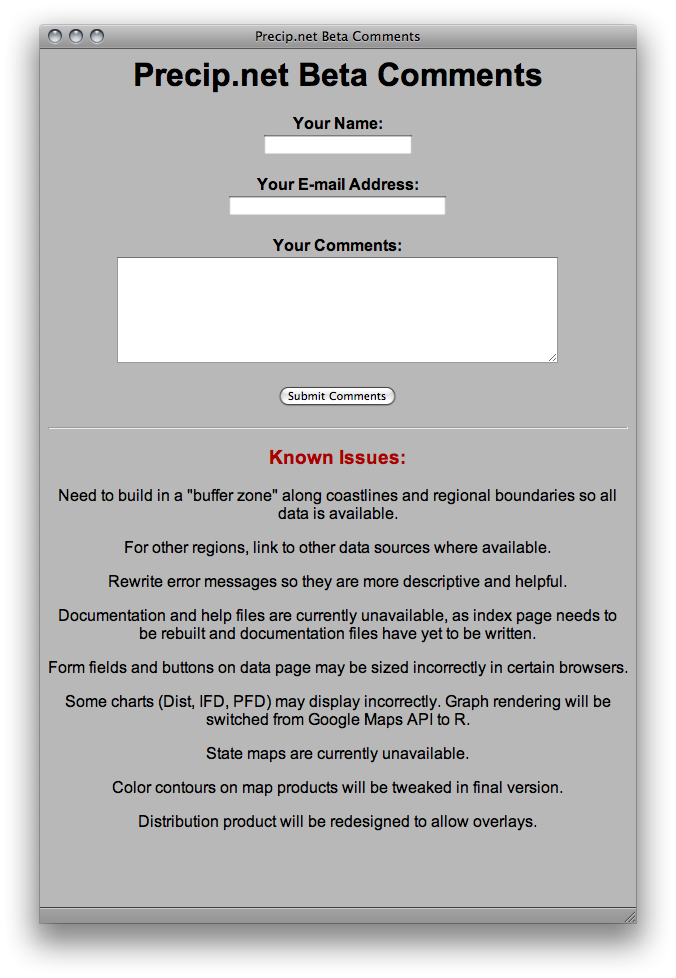 Precip.net Beta Comments
Precip.net Beta Comments
Your Name:
Your E-mail Address:
Your Comments:
Submit Comments
Known Issues:
Need to build in a "buffer zone" along coastlines and regional boundaries so all
data is available.
For other regions, link to other data sources where available.
Rewrite error messages so they are more descriptive and helpful.
Documentation and help files are currently unavailable, as index page needs to
be rebuilt and documentation files have yet to be written.
Form fields and buttons on data page may be sized incorrectly in certain browsers.
Some charts (Dist, IFD, PFD) may display incorrectly. Graph rendering will be
switched from Google Maps API to R.
State maps are currently unavailable.
Color contours on map products will be tweaked in final version.
Distribution product will be redesigned to allow overlays.